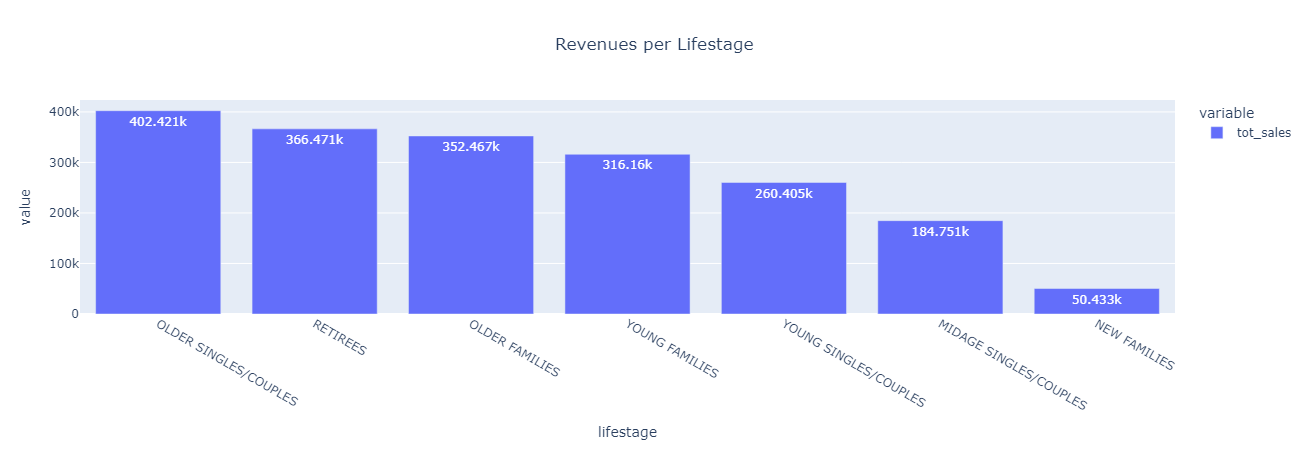 Revenues per Lifestage
variable
tot_sales
value
400k
300k
200k
100k
0
402.421k
366.471k
352.467k
316.16k
260.405k
184.751k
50.433k
OLDER SINGLES/COUPLES
RETIREES
OLDER FAMILIES
YOUNG FAMILIES
YOUNG SINGLES/COUPLES
MIDAGE SINGLES/COUPLES
NEW FAMILIES
lifestage